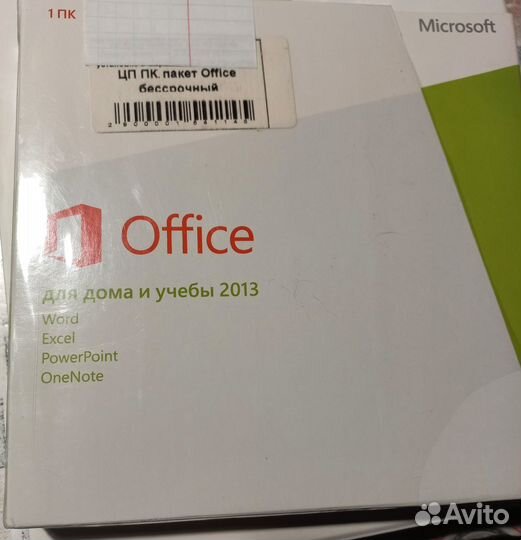 1 ПК
Microsoft
ЦП ПК. пакет Office
бессрочный
Office
для дома и учебы 2013
Word
Excel
PowerPoint
OneNote
Avito